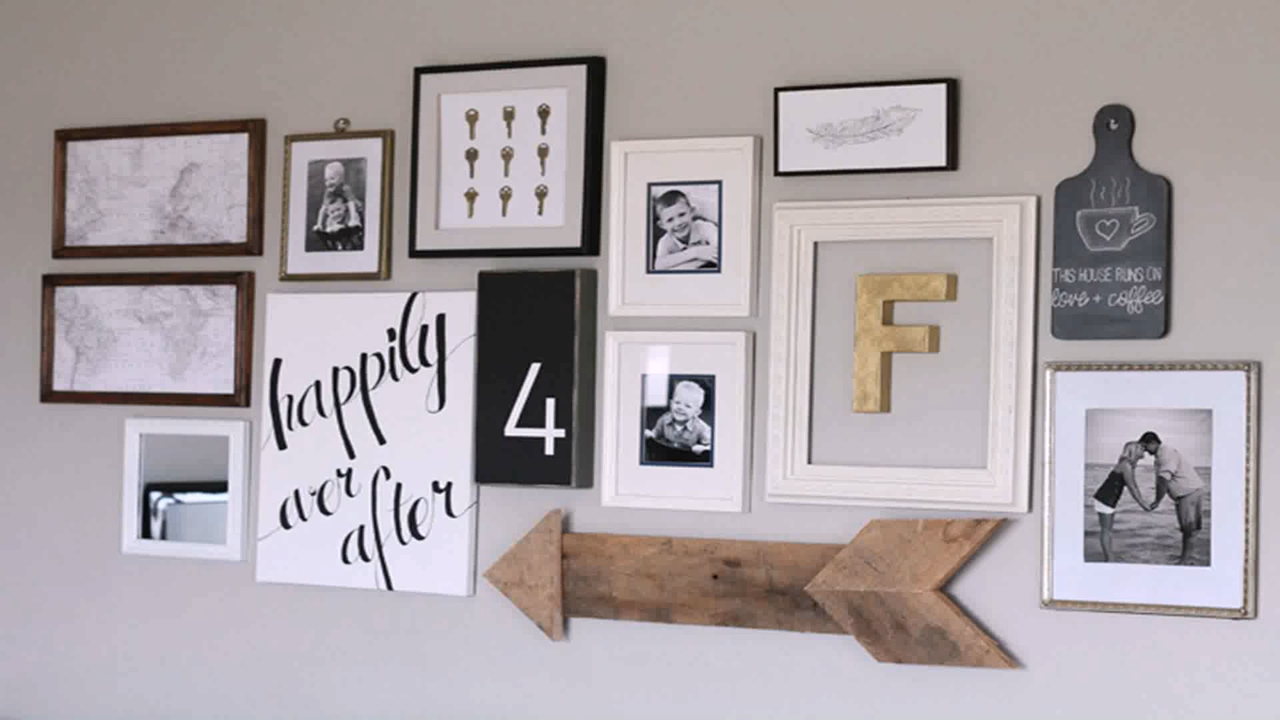 happily
ever
after
4
F
THIS HOUSE RUNS ON
love + coffee